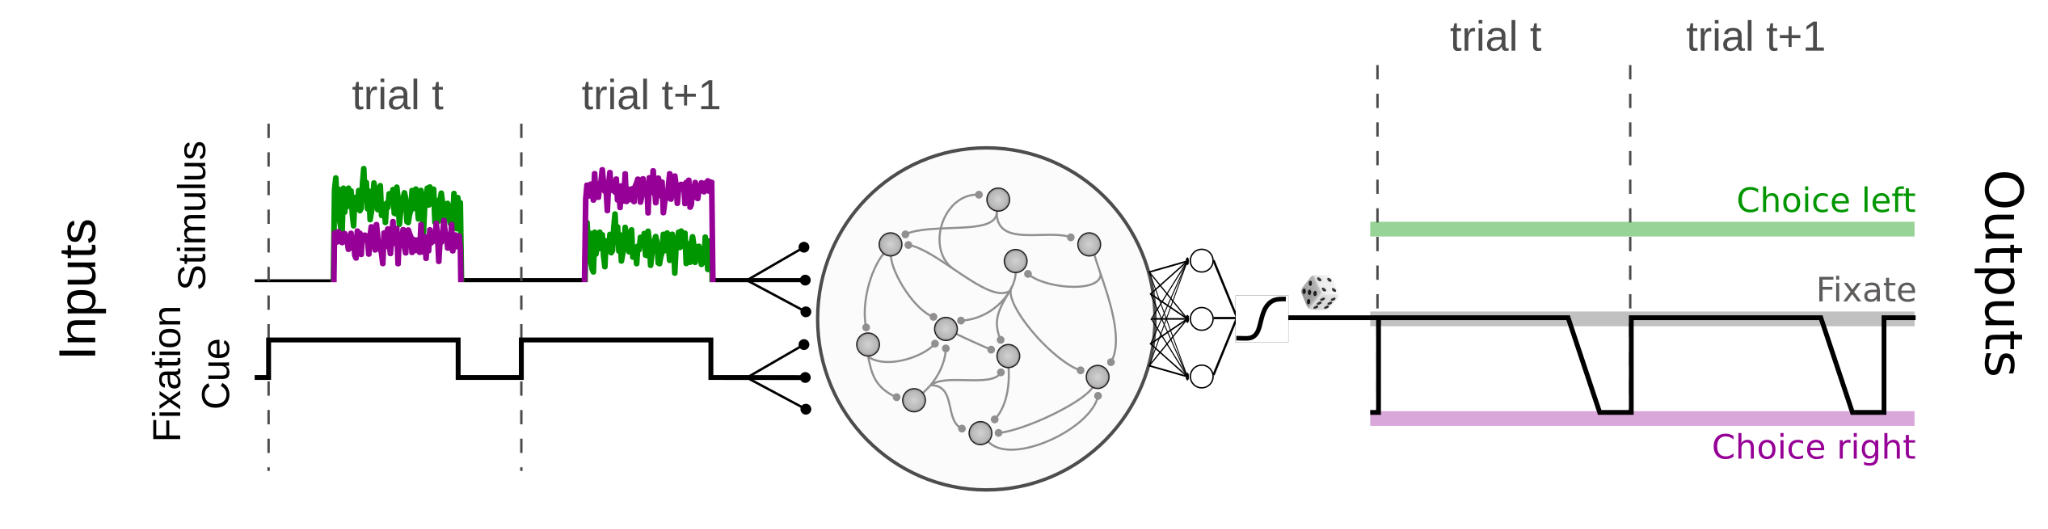 Inputs
Stimulus
Fixation
Cue
trial t
trial t+1
trial t
trial t+1
Choice left
Fixate
Choice right
Outputs